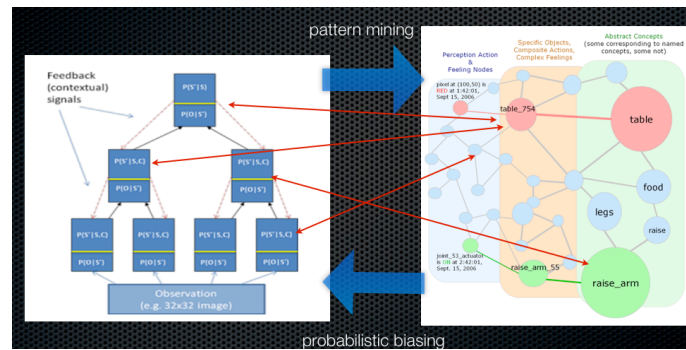 pattern mining
Feedback
(contextual)
signals
P(S'|S)
P(O|S')
P(S'|S,C)
P(O|S')
P(S'|S,C)
P(O|S')
P(S'|S,C)
P(O|S')
P(S'|S,C)
P(O|S')
P(S'|S,C)
P(O|S')
P(S'|S,C)
P(O|S')
Observation
(e.g. 32x32 image)
Perception Action
&
Feeling Nodes
Specific Objects,
Composite Actions,
Complex Feelings
Abstract Concepts
(some corresponding to named
concepts, some not)
pixel at (100,50) is
RED at 1:42:01,
Sept 15, 2006
table_754
table
food
legs
raise
joint_53_actuator
is ON at 2:42:01,
Sept. 15, 2006
raise_arm_55
raise_arm
probabilistic biasing